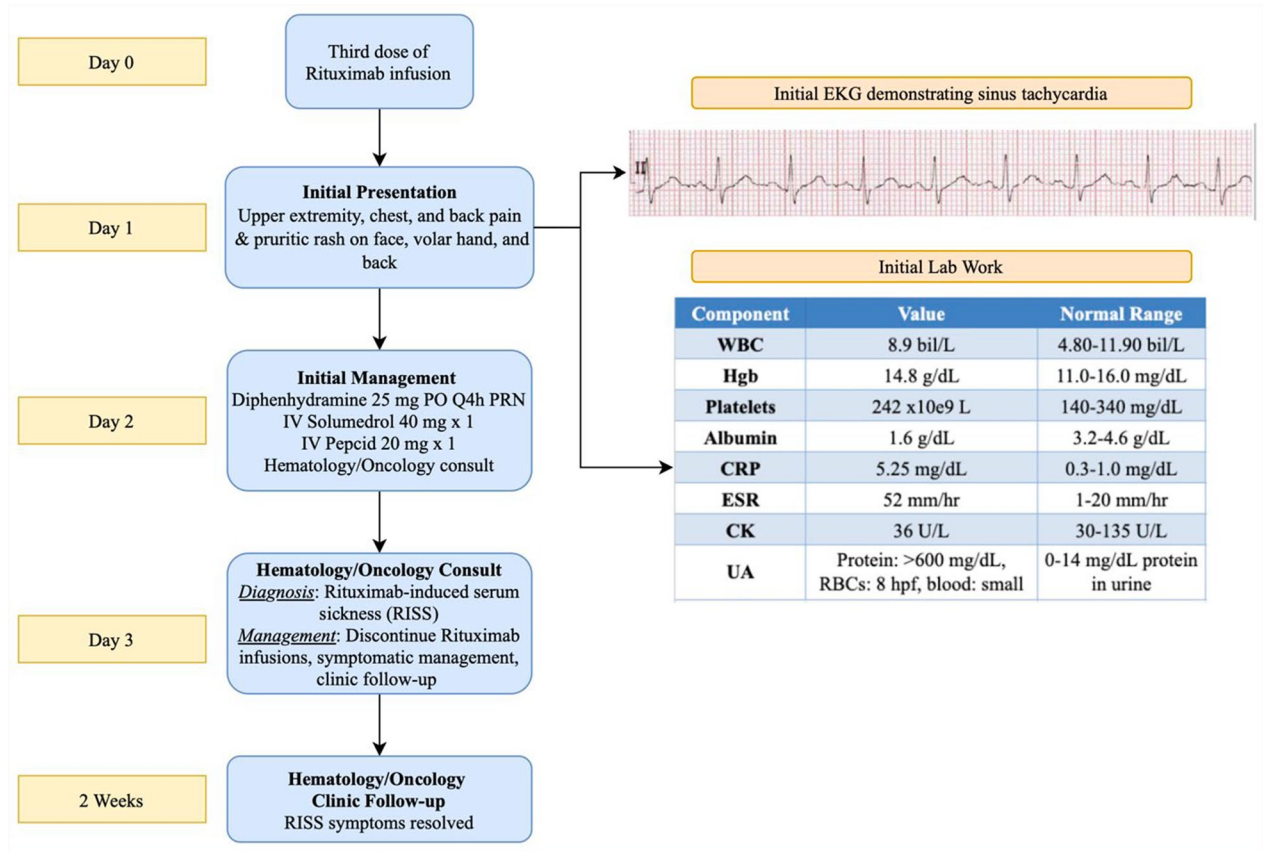 Day 0
Third dose of
Rituximab infusion
Day 1
Initial Presentation
Upper extremity, chest, and back pain
& pruritic rash on face, volar hand, and
back
Initial EKG demonstrating sinus tachycardia
II
Initial Lab Work
Component Value Normal Range
WBC 8.9 bil/L 4.80-11.90 bil/L
Hgb 14.8 g/dL 11.0-16.0 mg/dL
Platelets 242 x10e9 L 140-340 mg/dL
Albumin 1.6 g/dL 3.2-4.6 g/dL
CRP 5.25 mg/dL 0.3-1.0 mg/dL
ESR 52 mm/hr 1-20 mm/hr
CK 36 U/L 30-135 U/L
UA Protein: >600 mg/dL, 0-14 mg/dL protein
RBCs: 8 hpf, blood: small in urine
Day 2
Initial Management
Diphenhydramine 25 mg PO Q4h PRN
IV Solumedrol 40 mg x 1
IV Pepcid 20 mg x 1
Hematology/Oncology consult
Day 3
Hematology/Oncology Consult
Diagnosis: Rituximab-induced serum
sickness (RISS)
Management: Discontinue Rituximab
infusions, symptomatic management,
clinic follow-up
2 Weeks
Hematology/Oncology
Clinic Follow-up
RISS symptoms resolved